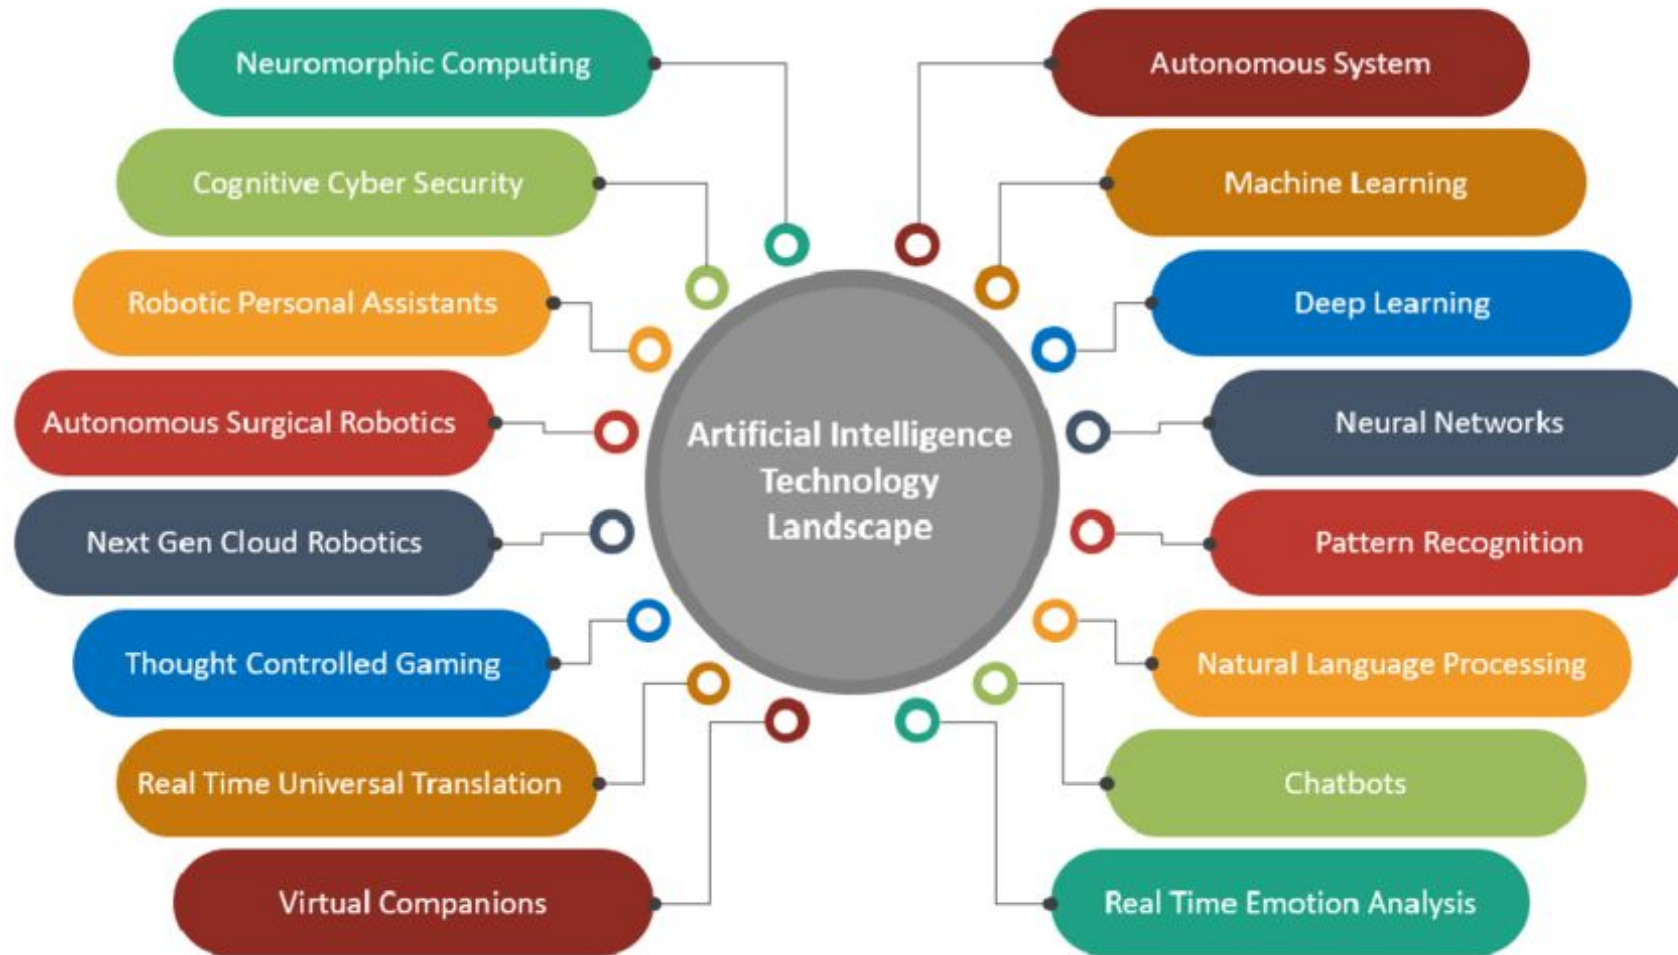 Neuromorphic Computing
Cognitive Cyber Security
Robotic Personal Assistants
Autonomous Surgical Robotics
Next Gen Cloud Robotics
Thought Controlled Gaming
Real Time Universal Translation
Virtual Companions
Artificial Intelligence
Technology
Landscape
Autonomous System
Machine Learning
Deep Learning
Neural Networks
Pattern Recognition
Natural Language Processing
Chatbots
Real Time Emotion Analysis